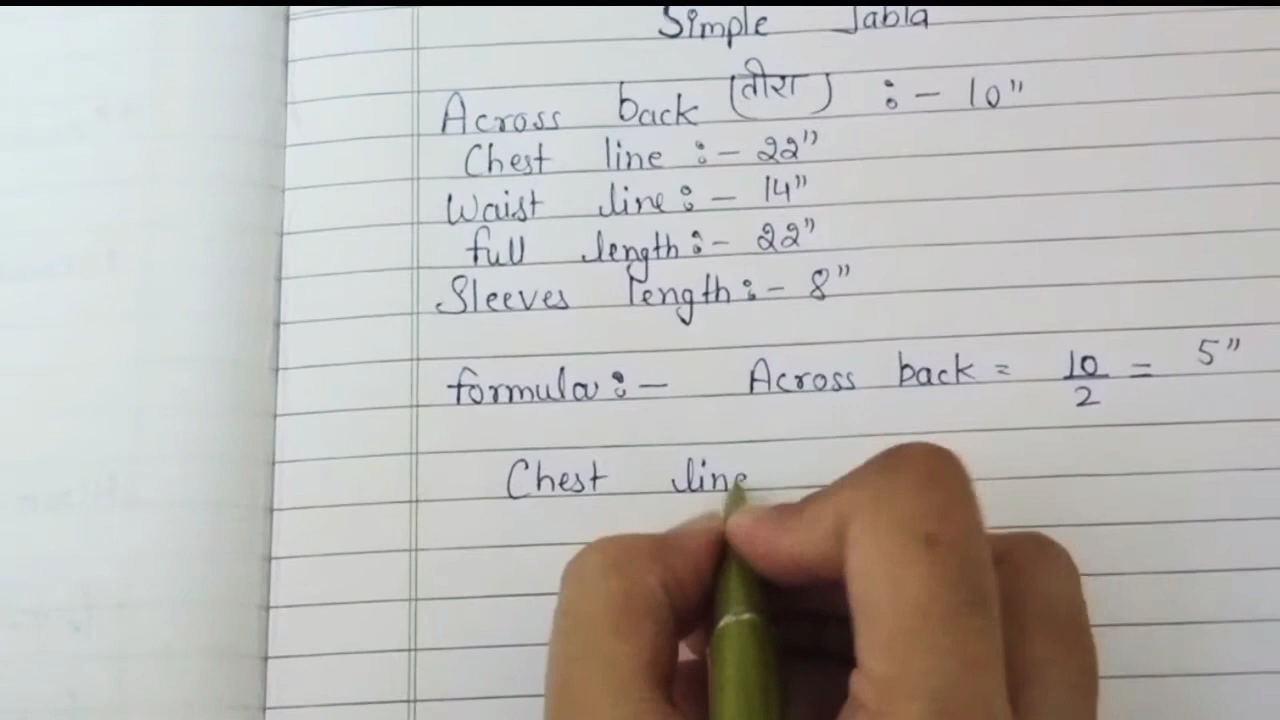 Simple Jabla
Across back (तीरा) :- 10"
Chest line :- 22"
Waist line :- 14"
full length :- 22"
Sleeves length :- 8"
formula :- Across back = 10/2 = 5"
Chest line